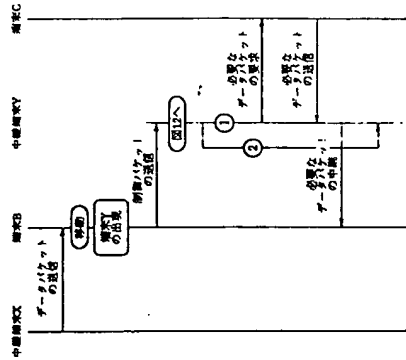 端末C
中継端末Y
端末B
中継端末X
必要な
データパケット
の要求
必要な
データパケット
の送信
図12へ
①
②
制御パケット
の送信
必要な
データパケット
の中継
移動
端末Y
の出現
データパケット
の送信